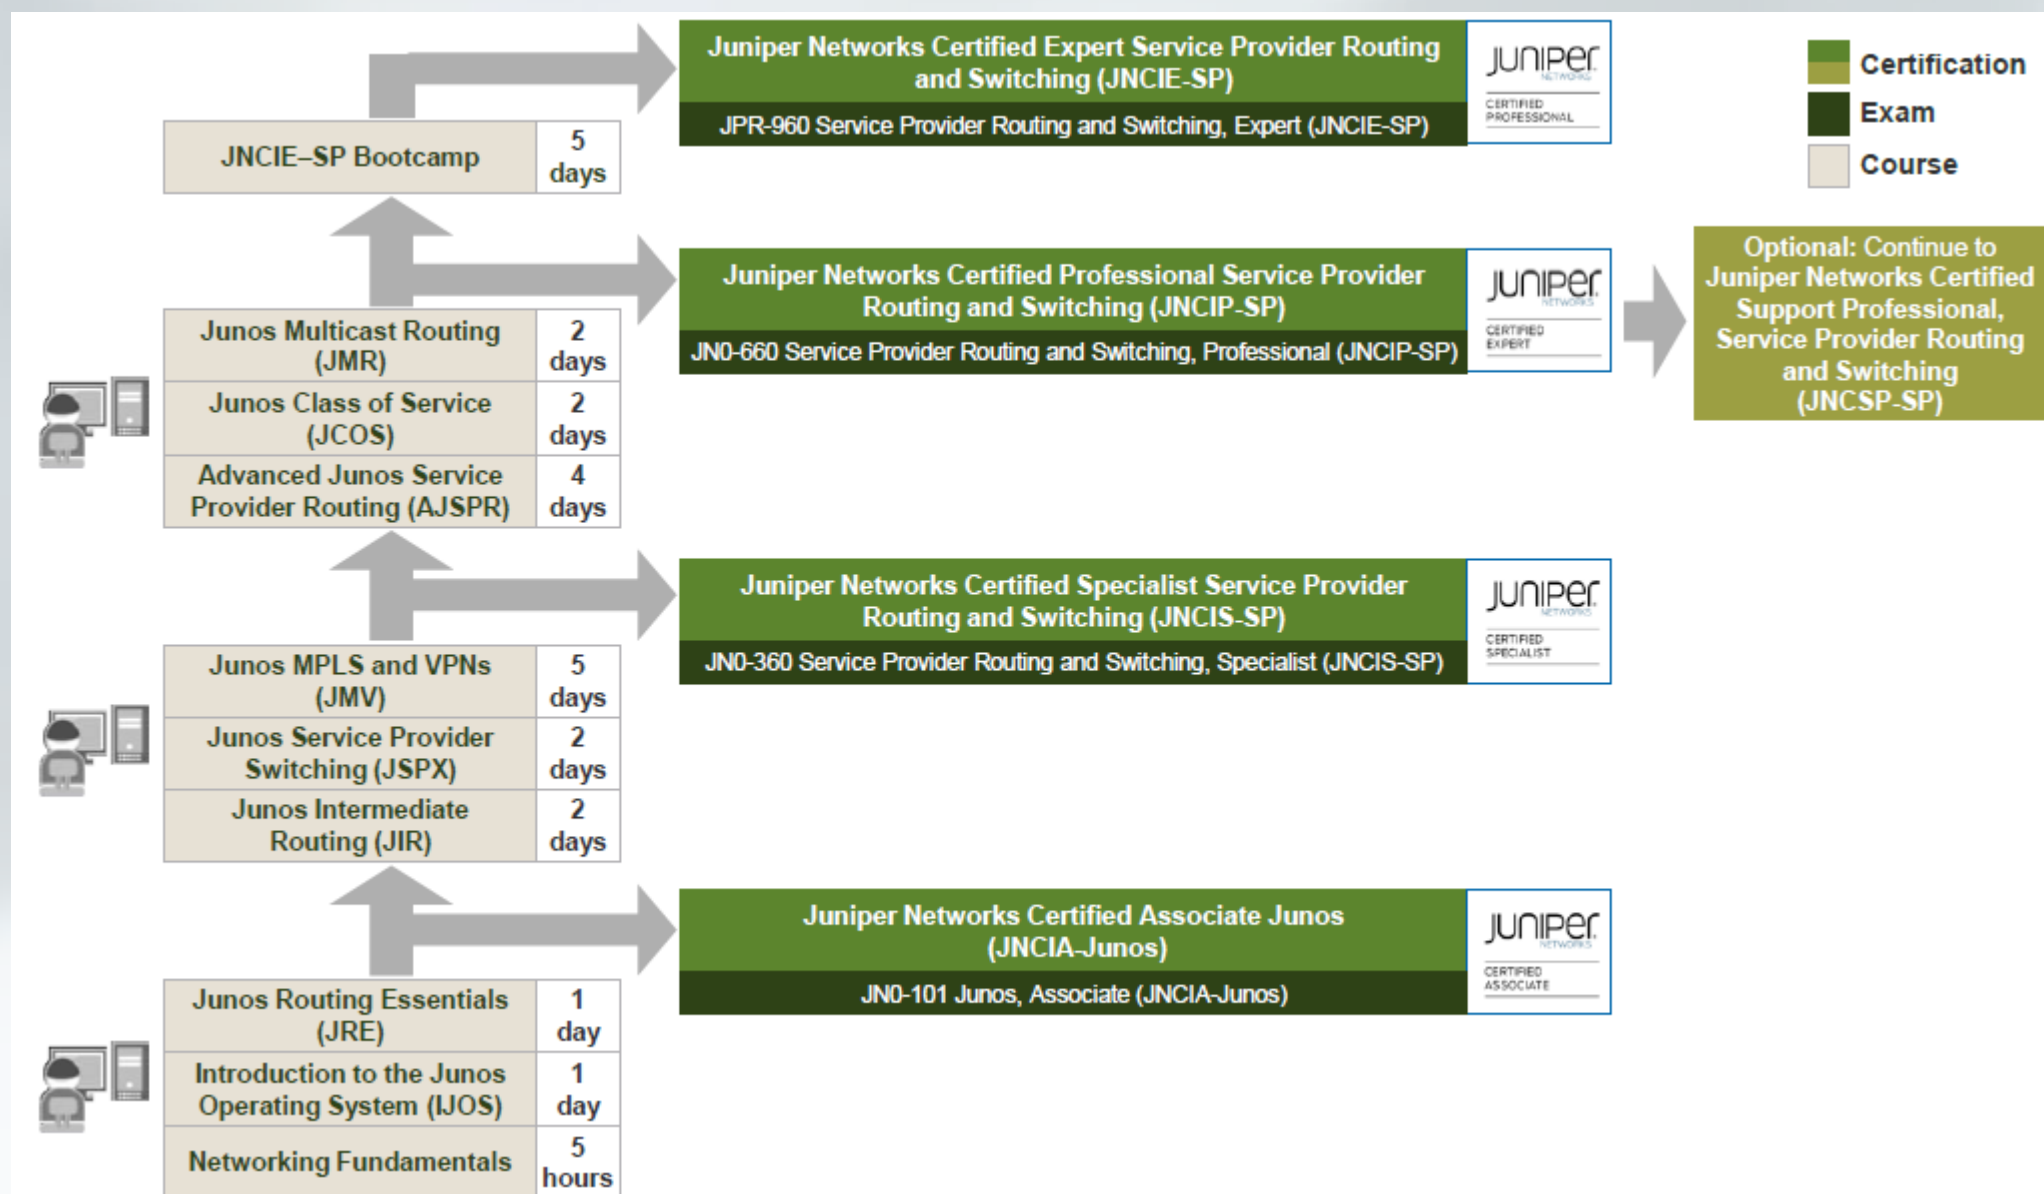 Juniper Networks Certified Expert Service Provider Routing
and Switching (JNCIE-SP)
JPR-960 Service Provider Routing and Switching, Expert (JNCIE-SP)
JUNIPER
NETWORKS
CERTIFIED
PROFESSIONAL
Certification
Exam
Course
JNCIE–SP Bootcamp
5
days
Juniper Networks Certified Professional Service Provider
Routing and Switching (JNCIP-SP)
JN0-660 Service Provider Routing and Switching, Professional (JNCIP-SP)
JUNIPER
NETWORKS
CERTIFIED
EXPERT
Optional: Continue to
Juniper Networks Certified
Support Professional,
Service Provider Routing
and Switching
(JNCSP-SP)
Junos Multicast Routing
(JMR)
2
days
Junos Class of Service
(JCOS)
2
days
Advanced Junos Service
Provider Routing (AJSPR)
4
days
Juniper Networks Certified Specialist Service Provider
Routing and Switching (JNCIS-SP)
JN0-360 Service Provider Routing and Switching, Specialist (JNCIS-SP)
JUNIPER
NETWORKS
CERTIFIED
SPECIALIST
Junos MPLS and VPNs
(JMV)
5
days
Junos Service Provider
Switching (JSPX)
2
days
Junos Intermediate
Routing (JIR)
2
days
Juniper Networks Certified Associate Junos
(JNCIA-Junos)
JN0-101 Junos, Associate (JNCIA-Junos)
JUNIPER
NETWORKS
CERTIFIED
ASSOCIATE
Junos Routing Essentials
(JRE)
1
day
Introduction to the Junos
Operating System (IJOS)
1
day
Networking Fundamentals
5
hours